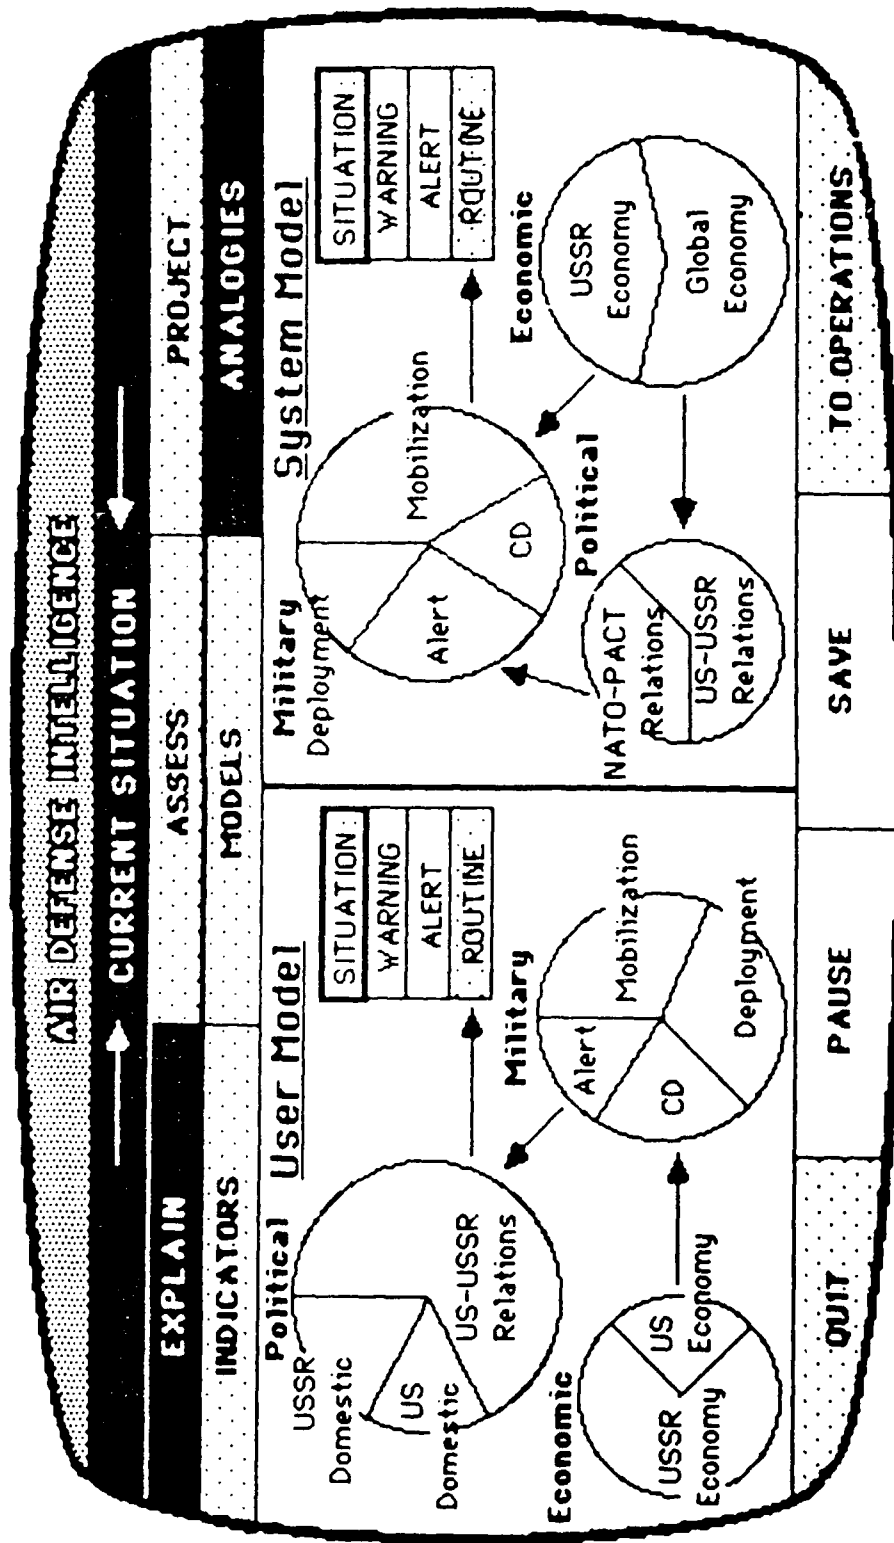 AIR DEFENSE INTELLIGENCE
CURRENT SITUATION
EXPLAIN
ASSESS
PROJECT
INDICATORS
MODELS
ANALOGIES
User Model
Political
USSR
Domestic
US
Domestic
US-USSR
Relations
SITUATION
WARNING
ALERT
ROUTINE
Economic
USSR
Economy
US
Economy
Military
Alert
Mobilization
CD
Deployment
System Model
Military
Deployment
Mobilization
Alert
CD
SITUATION
WARNING
ALERT
ROUTINE
Political
NATO-PACT
Relations
US-USSR
Relations
Economic
USSR
Economy
Global
Economy
QUIT
PAUSE
SAVE
TO OPERATIONS